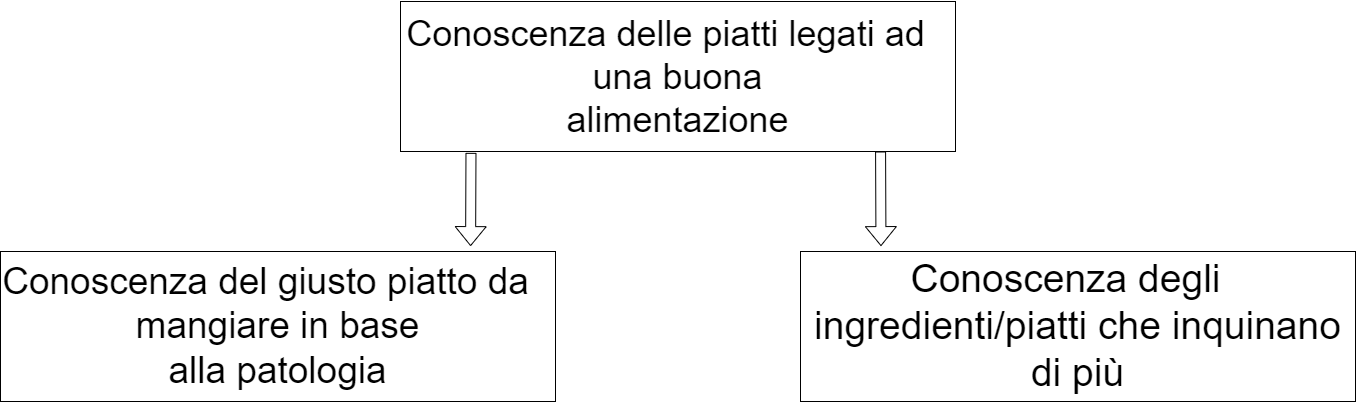 Conoscenza delle piatti legati ad
una buona
alimentazione
Conoscenza del giusto piatto da
mangiare in base
alla patologia
Conoscenza degli
ingredienti/piatti che inquinano
di più